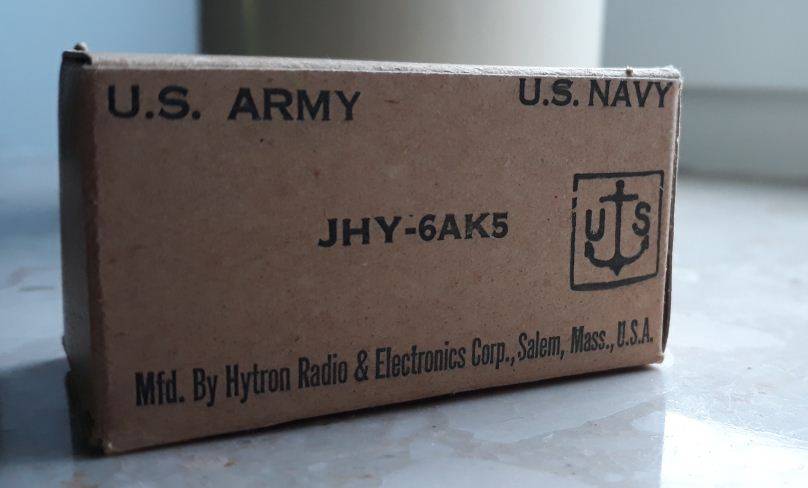 U.S. ARMY U.S. NAVY
JHY-6AK5
U S
Mfd. By Hytron Radio & Electronics Corp., Salem, Mass., U.S.A.